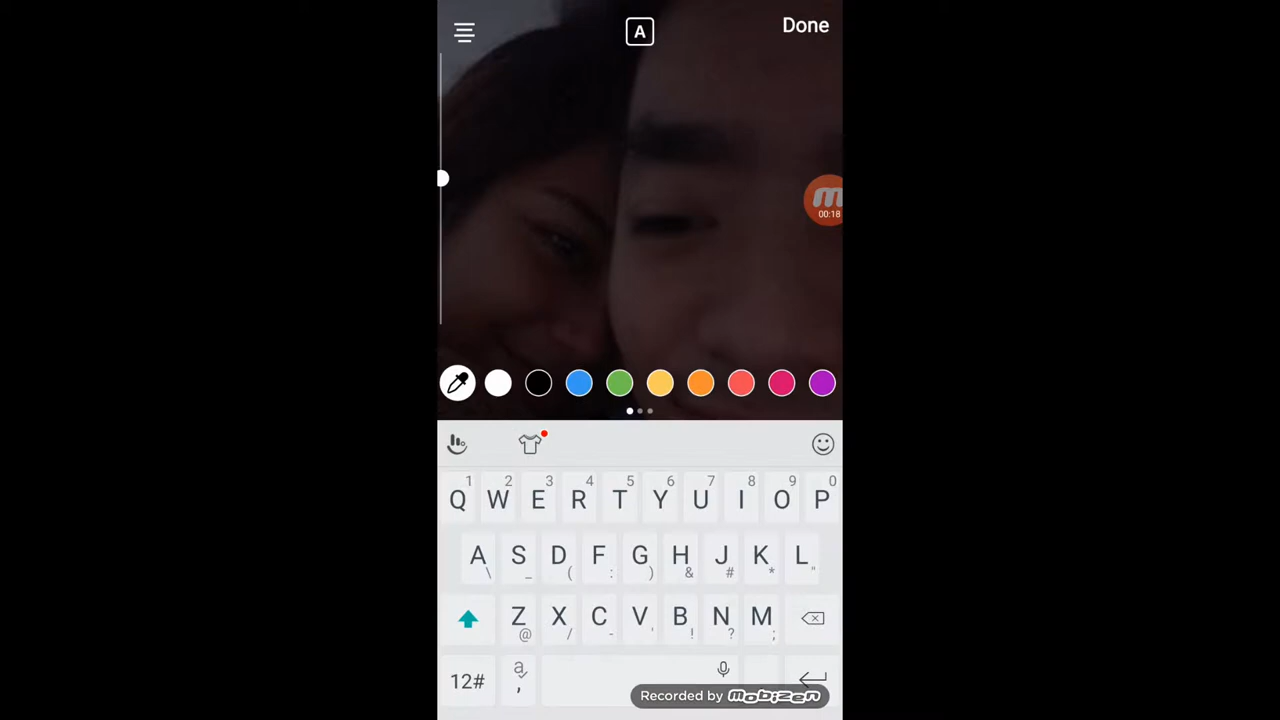 A Done
00:18
1 2 3 4 5 6 7 8 9 0
Q W E R T Y U I O P
A S D F G H J K L
\ _ ( : ) & # * "
Z X C V B N M
@ / - ' ! ? ;
12# a ,
Recorded by mobizen